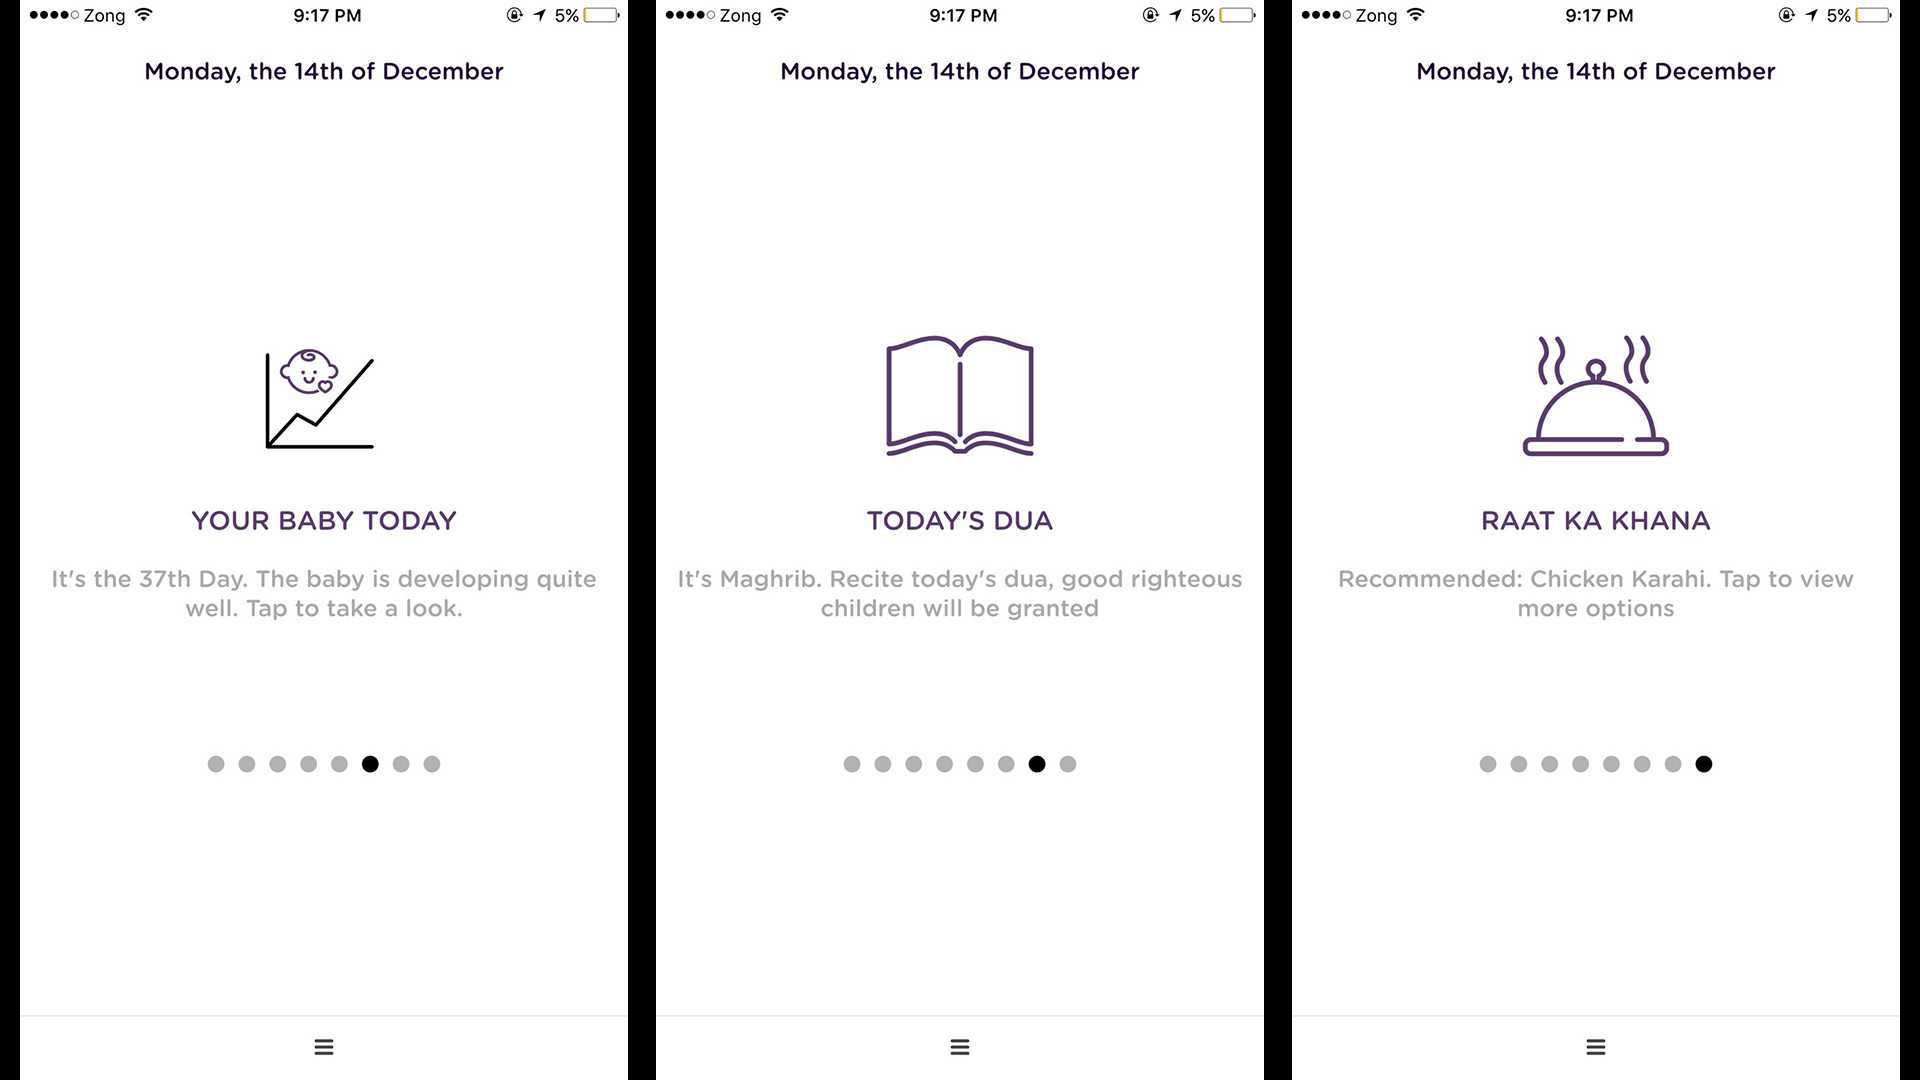 Zong 9:17 PM 5%
Monday, the 14th of December
YOUR BABY TODAY
It's the 37th Day. The baby is developing quite
well. Tap to take a look.
Zong 9:17 PM 5%
Monday, the 14th of December
TODAY'S DUA
It's Maghrib. Recite today's dua, good righteous
children will be granted
Zong 9:17 PM 5%
Monday, the 14th of December
RAAT KA KHANA
Recommended: Chicken Karahi. Tap to view
more options